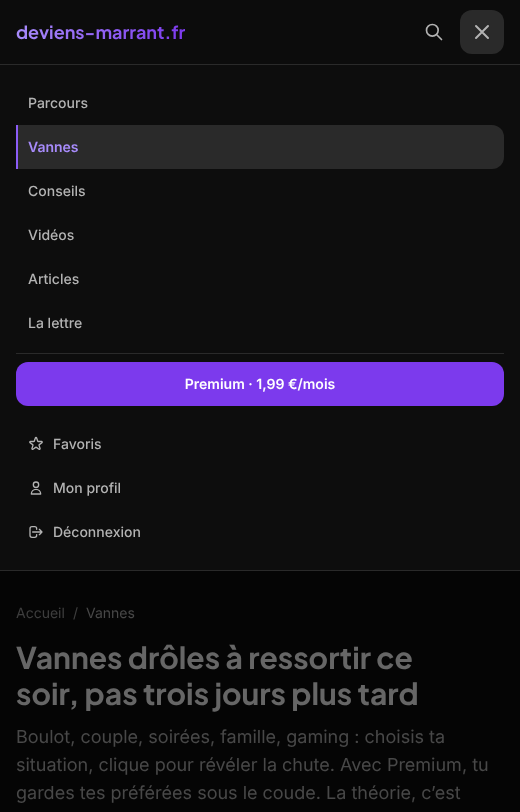 deviens-marrant.fr
Parcours
Vannes
Conseils
Vidéos
Articles
La lettre
Premium · 1,99 €/mois
Favoris
Mon profil
Déconnexion
Accueil / Vannes
Vannes drôles à ressortir ce
soir, pas trois jours plus tard
Boulot, couple, soirées, famille, gaming : choisis ta
situation, clique pour révéler la chute. Avec Premium, tu
gardes tes préférées sous le coude. La théorie, c’est